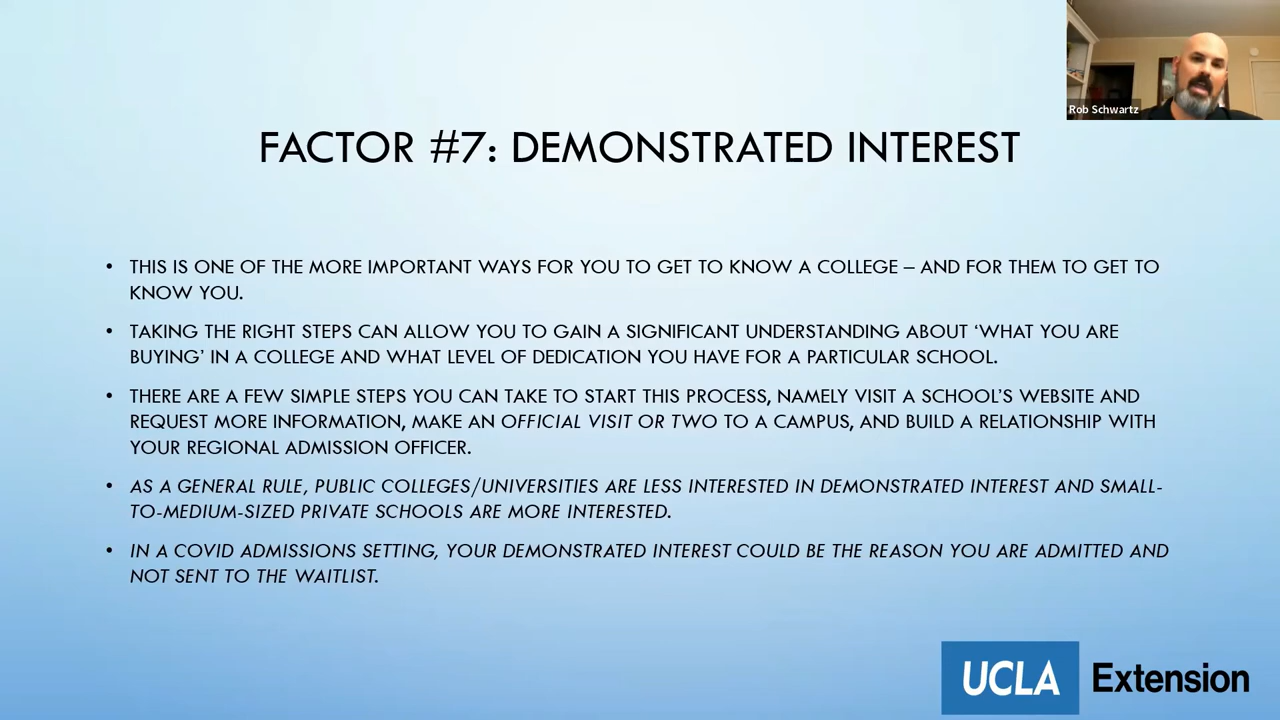 Rob Schwartz
FACTOR #7: DEMONSTRATED INTEREST
• THIS IS ONE OF THE MORE IMPORTANT WAYS FOR YOU TO GET TO KNOW A COLLEGE – AND FOR THEM TO GET TO
KNOW YOU.
• TAKING THE RIGHT STEPS CAN ALLOW YOU TO GAIN A SIGNIFICANT UNDERSTANDING ABOUT ‘WHAT YOU ARE
BUYING’ IN A COLLEGE AND WHAT LEVEL OF DEDICATION YOU HAVE FOR A PARTICULAR SCHOOL.
• THERE ARE A FEW SIMPLE STEPS YOU CAN TAKE TO START THIS PROCESS, NAMELY VISIT A SCHOOL’S WEBSITE AND
REQUEST MORE INFORMATION, MAKE AN OFFICIAL VISIT OR TWO TO A CAMPUS, AND BUILD A RELATIONSHIP WITH
YOUR REGIONAL ADMISSION OFFICER.
• AS A GENERAL RULE, PUBLIC COLLEGES/UNIVERSITIES ARE LESS INTERESTED IN DEMONSTRATED INTEREST AND SMALL-
TO-MEDIUM-SIZED PRIVATE SCHOOLS ARE MORE INTERESTED.
• IN A COVID ADMISSIONS SETTING, YOUR DEMONSTRATED INTEREST COULD BE THE REASON YOU ARE ADMITTED AND
NOT SENT TO THE WAITLIST.
UCLA Extension